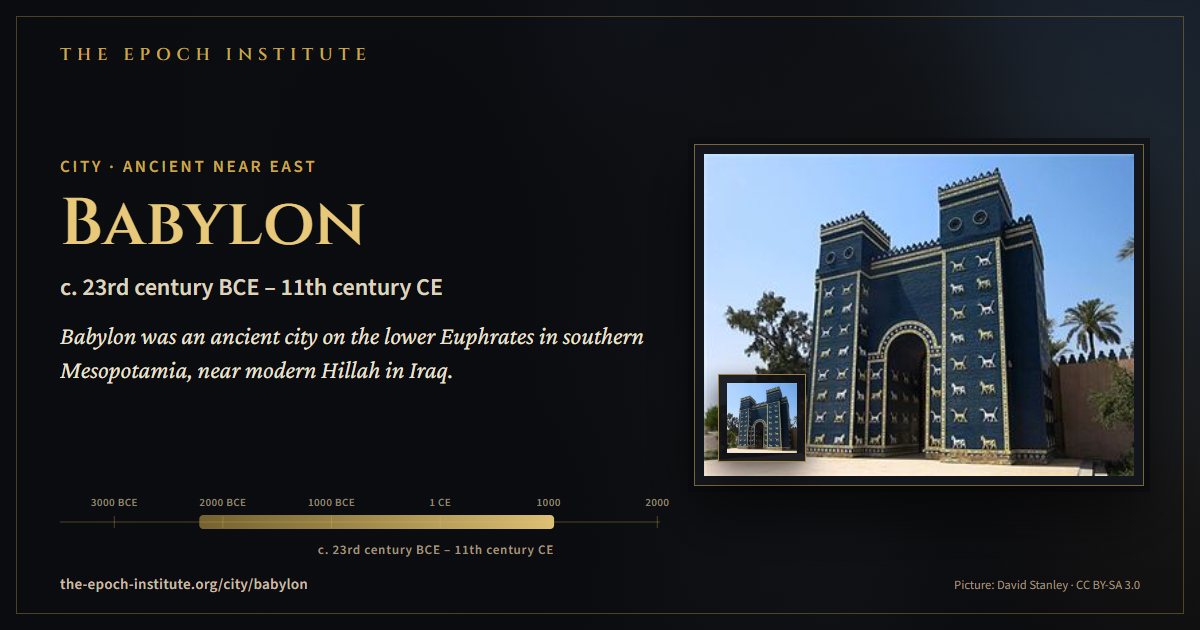 THE EPOCH INSTITUTE
CITY · ANCIENT NEAR EAST
BABYLON
c. 23rd century BCE – 11th century CE
Babylon was an ancient city on the lower Euphrates in southern
Mesopotamia, near modern Hillah in Iraq.
3000 BCE 2000 BCE 1000 BCE 1 CE 1000 2000
c. 23rd century BCE – 11th century CE
the-epoch-institute.org/city/babylon
Picture: David Stanley · CC BY-SA 3.0